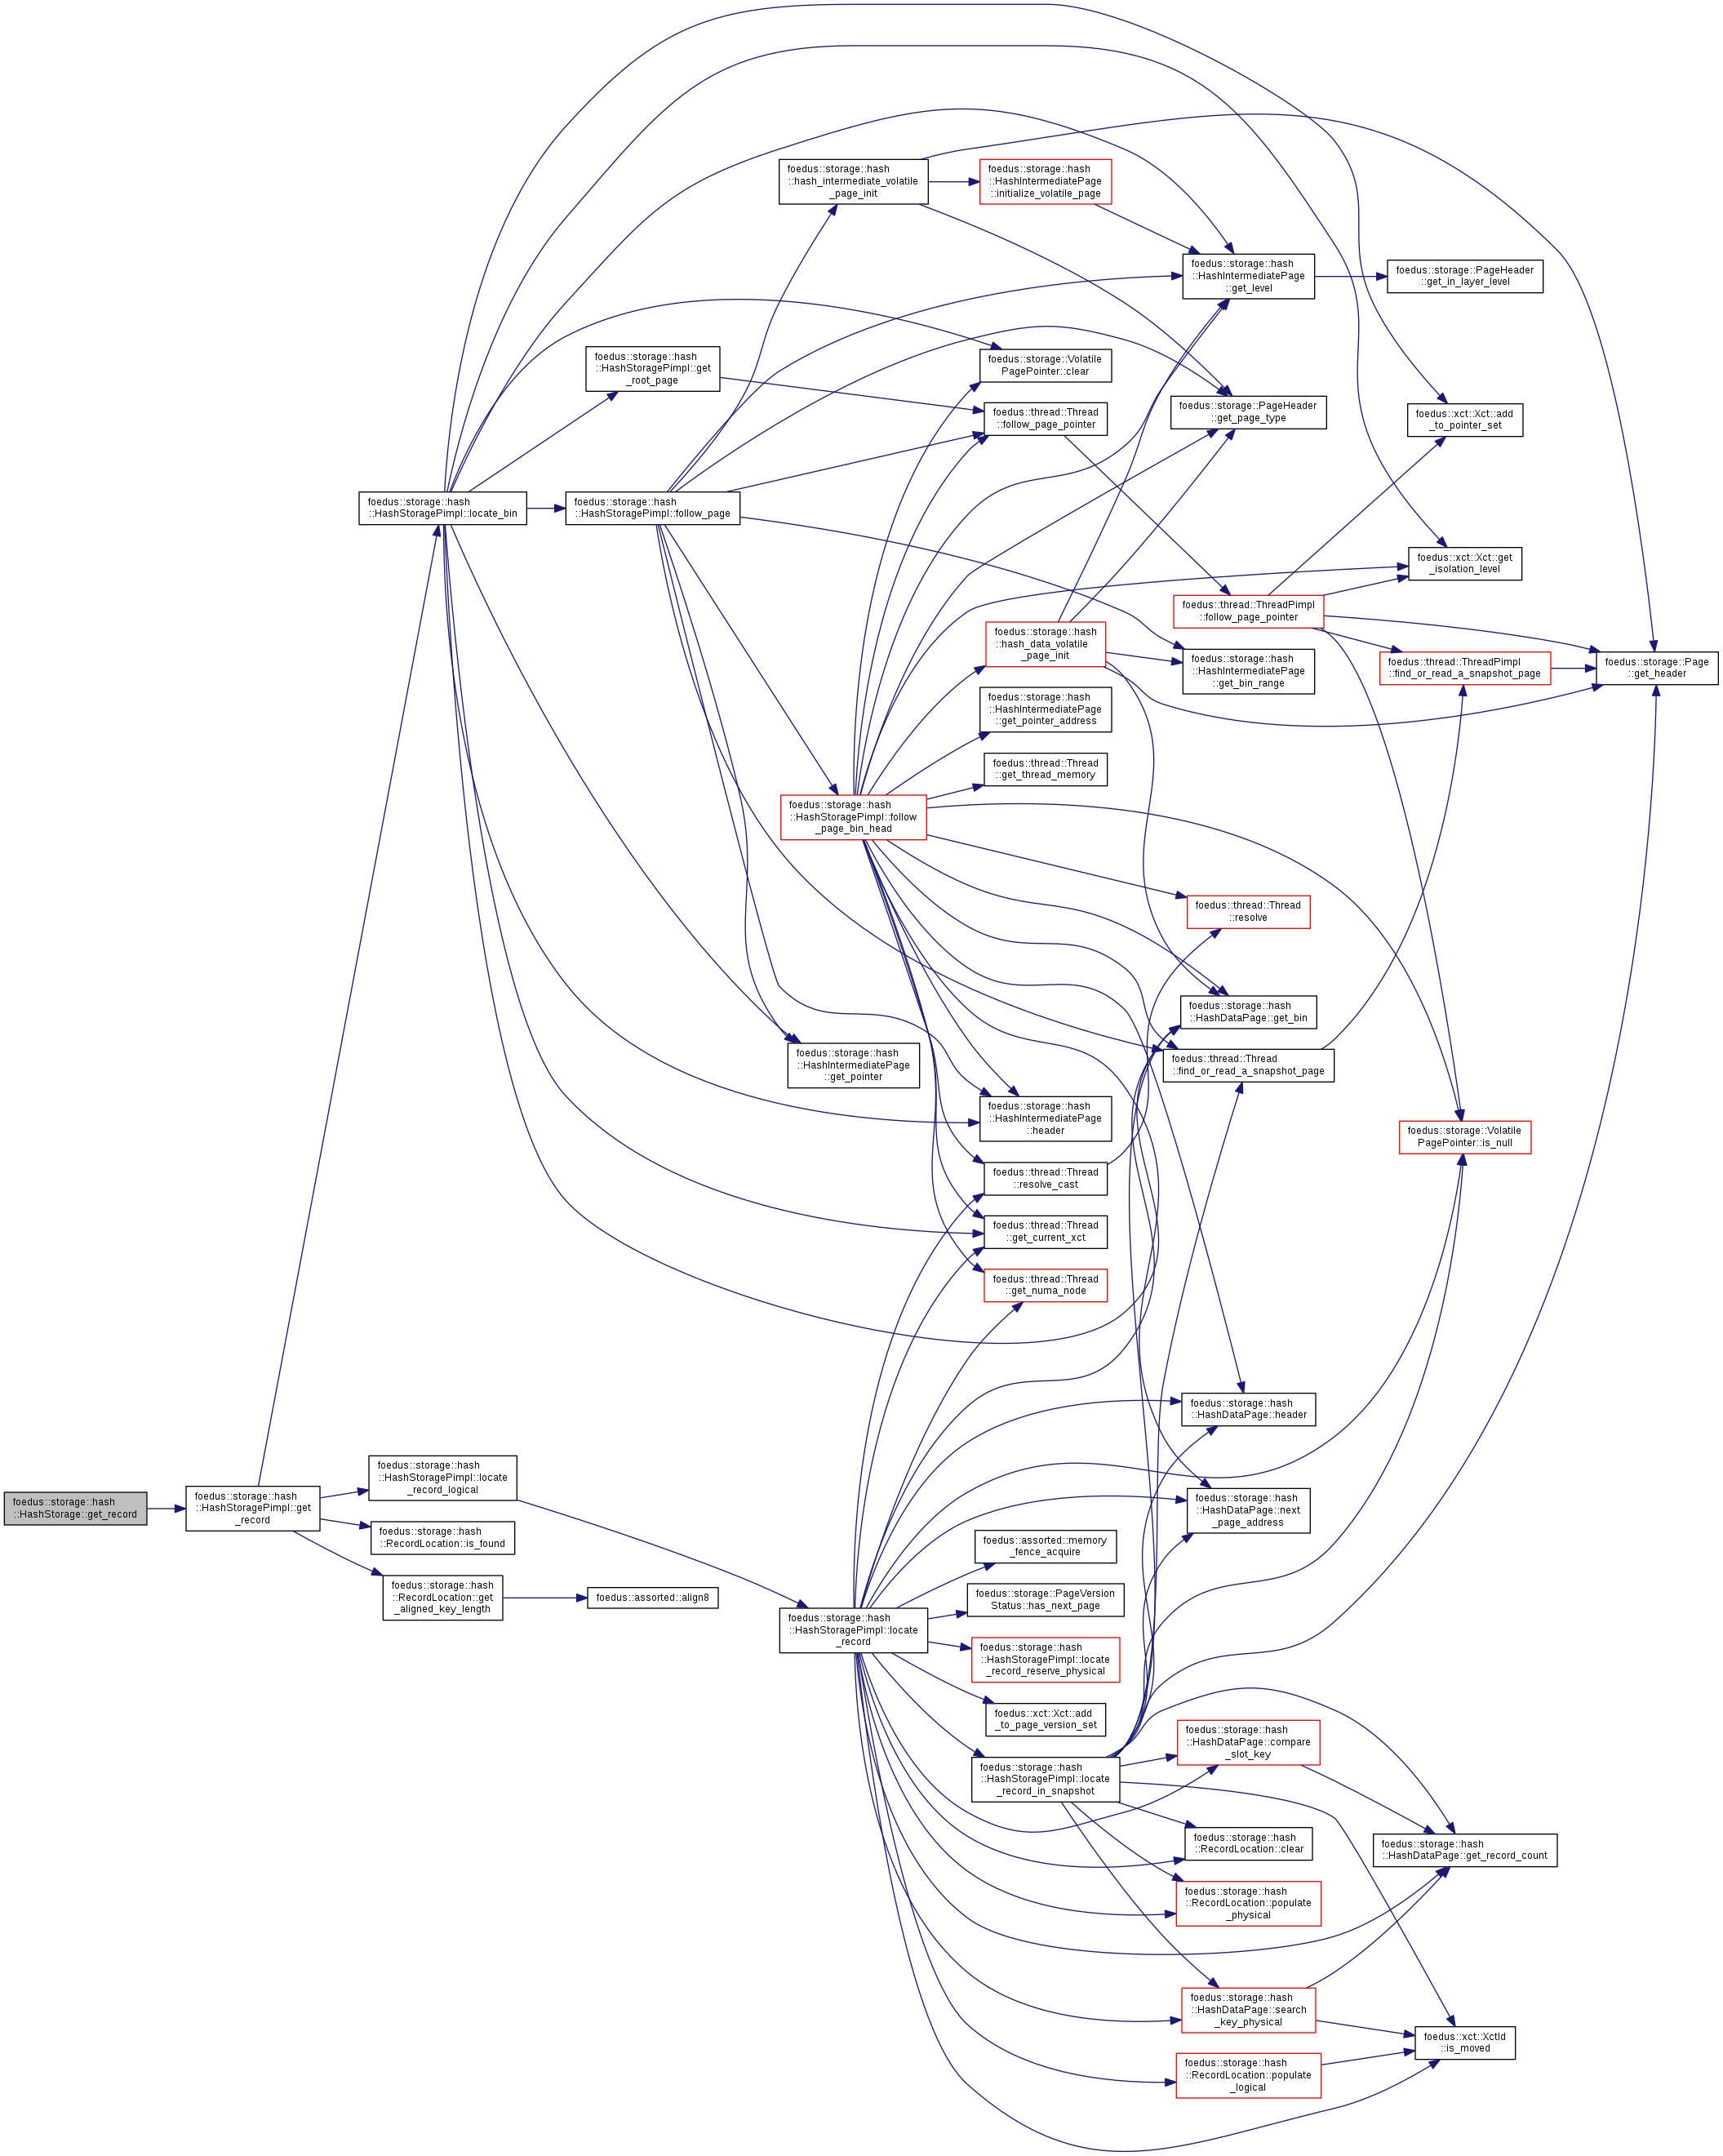 foedus::storage::hash
::hash_intermediate_volatile
_page_init
foedus::storage::hash
::HashIntermediatePage
::initialize_volatile_page
foedus::storage::hash
::HashIntermediatePage
::get_level
foedus::storage::PageHeader
::get_in_layer_level
foedus::storage::hash
::HashStoragePimpl::get
_root_page
foedus::storage::Volatile
PagePointer::clear
foedus::thread::Thread
::follow_page_pointer
foedus::storage::PageHeader
::get_page_type
foedus::xct::Xct::add
_to_pointer_set
foedus::storage::hash
::HashStoragePimpl::locate_bin
foedus::storage::hash
::HashStoragePimpl::follow_page
foedus::xct::Xct::get
_isolation_level
foedus::thread::ThreadPimpl
::follow_page_pointer
foedus::storage::hash
::hash_data_volatile
_page_init
foedus::storage::hash
::HashIntermediatePage
::get_bin_range
foedus::thread::ThreadPimpl
::find_or_read_a_snapshot_page
foedus::storage::Page
::get_header
foedus::storage::hash
::HashIntermediatePage
::get_pointer_address
foedus::thread::Thread
::get_thread_memory
foedus::storage::hash
::HashStoragePimpl::follow
_page_bin_head
foedus::thread::Thread
::resolve
foedus::storage::hash
::HashDataPage::get_bin
foedus::storage::hash
::HashIntermediatePage
::get_pointer
foedus::thread::Thread
::find_or_read_a_snapshot_page
foedus::storage::hash
::HashIntermediatePage
::header
foedus::storage::Volatile
PagePointer::is_null
foedus::thread::Thread
::resolve_cast
foedus::thread::Thread
::get_current_xct
foedus::thread::Thread
::get_numa_node
foedus::storage::hash
::HashDataPage::header
foedus::storage::hash
::HashStorage::get_record
foedus::storage::hash
::HashStoragePimpl::get
_record
foedus::storage::hash
::HashStoragePimpl::locate
_record_logical
foedus::storage::hash
::RecordLocation::is_found
foedus::storage::hash
::RecordLocation::get
_aligned_key_length
foedus::assorted::align8
foedus::storage::hash
::HashDataPage::next
_page_address
foedus::assorted::memory
_fence_acquire
foedus::storage::PageVersion
Status::has_next_page
foedus::storage::hash
::HashStoragePimpl::locate
_record
foedus::storage::hash
::HashStoragePimpl::locate
_record_reserve_physical
foedus::xct::Xct::add
_to_page_version_set
foedus::storage::hash
::HashStoragePimpl::locate
_record_in_snapshot
foedus::storage::hash
::HashDataPage::compare
_slot_key
foedus::storage::hash
::RecordLocation::clear
foedus::storage::hash
::HashDataPage::get_record_count
foedus::storage::hash
::RecordLocation::populate
_physical
foedus::storage::hash
::HashDataPage::search
_key_physical
foedus::xct::XctId
::is_moved
foedus::storage::hash
::RecordLocation::populate
_logical